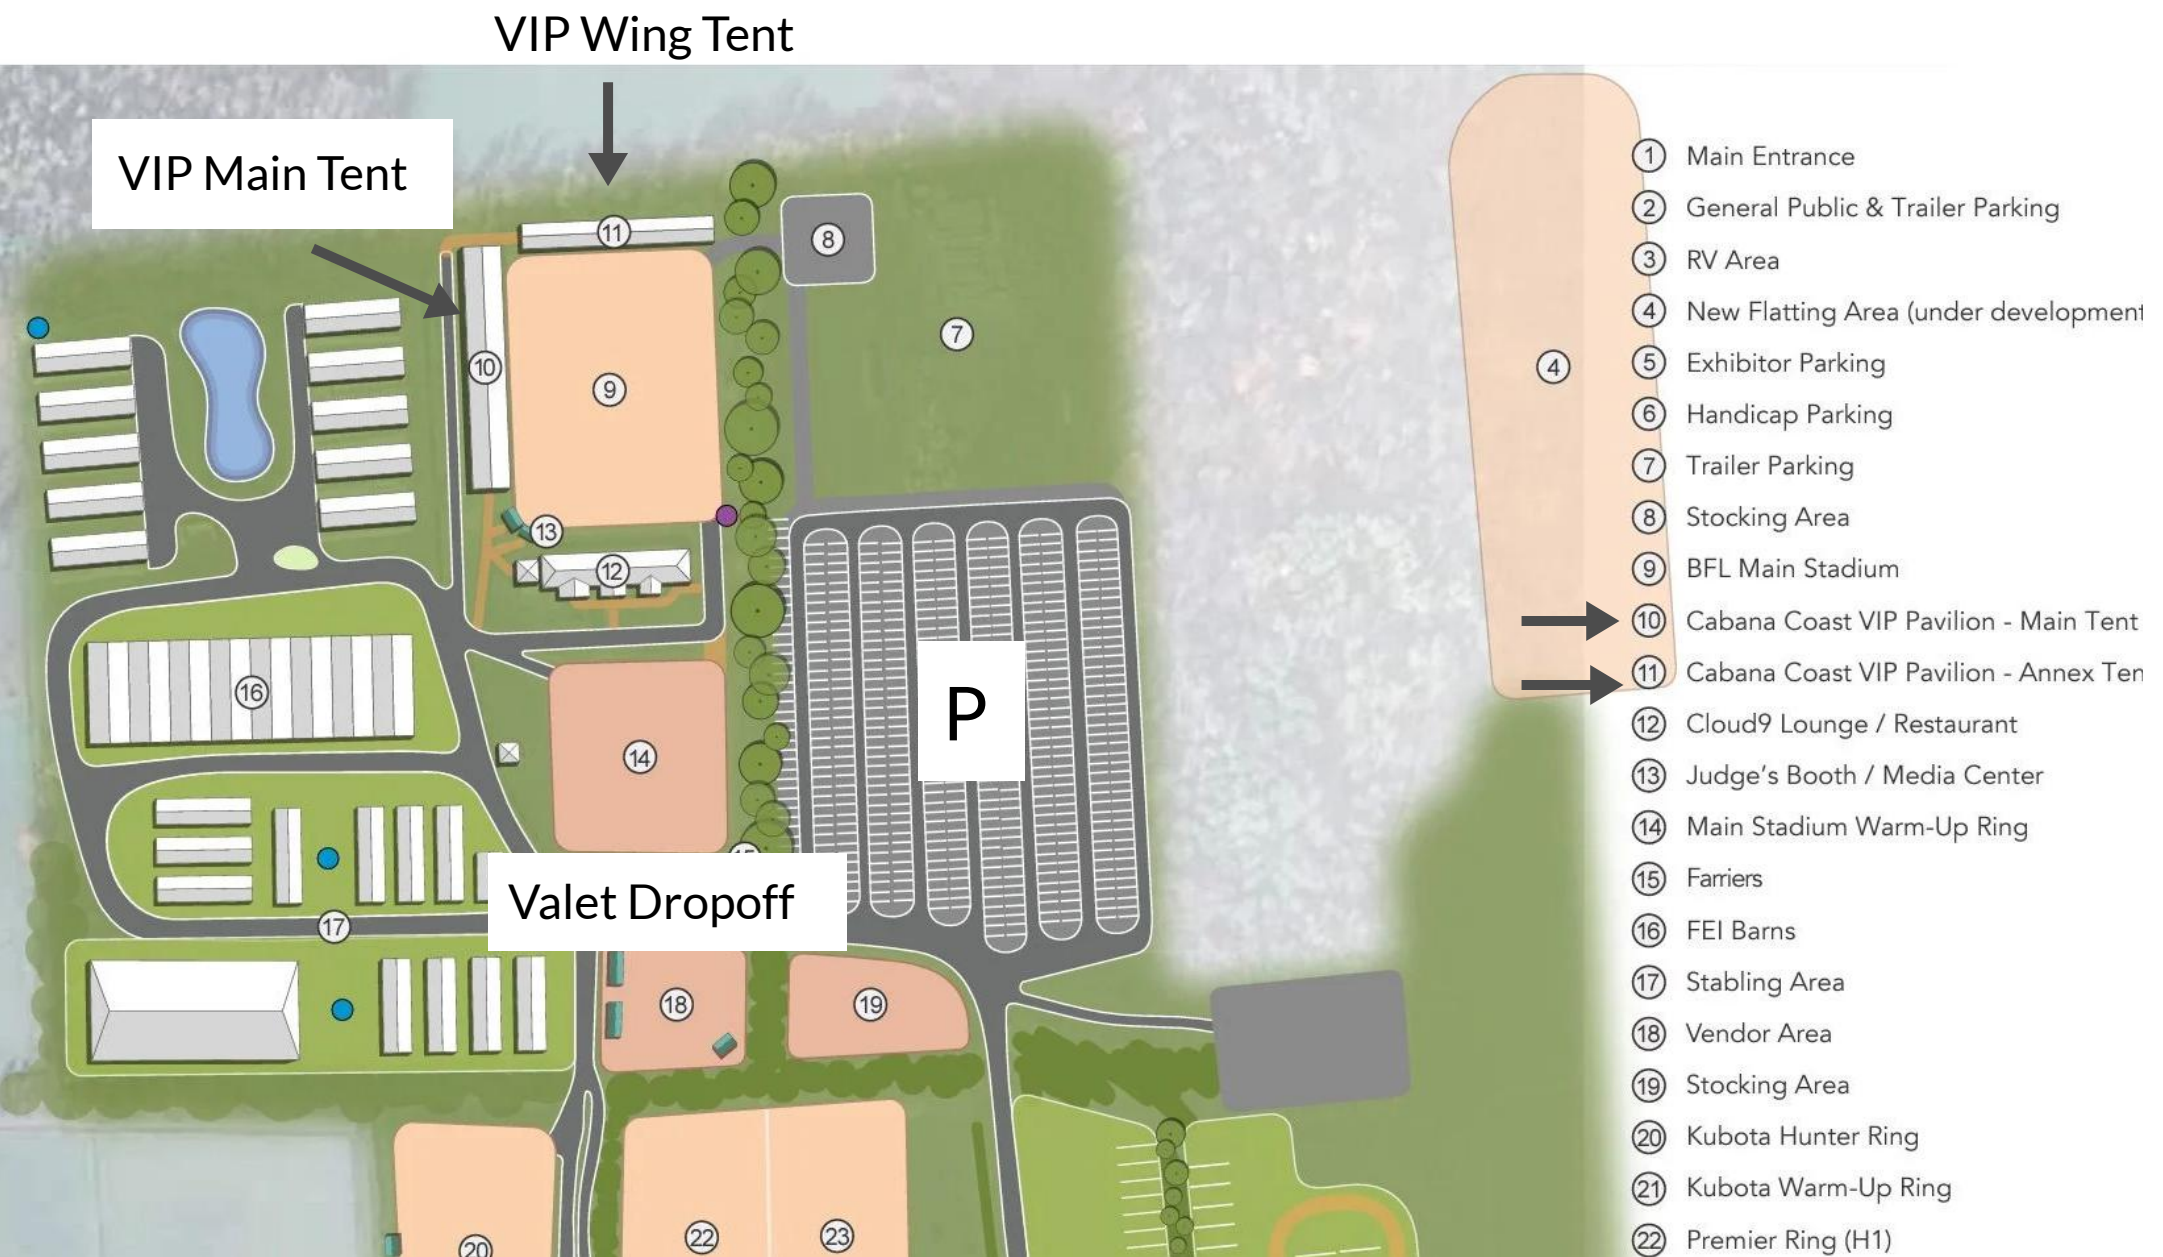 VIP Wing Tent
VIP Main Tent
11
8
7
10
9
4
13
12
16
P
14
15
Valet Dropoff
17
18
19
20
22
23
1 Main Entrance
2 General Public & Trailer Parking
3 RV Area
4 New Flatting Area (under development
5 Exhibitor Parking
6 Handicap Parking
7 Trailer Parking
8 Stocking Area
9 BFL Main Stadium
10 Cabana Coast VIP Pavilion - Main Tent
11 Cabana Coast VIP Pavilion - Annex Ten
12 Cloud9 Lounge / Restaurant
13 Judge's Booth / Media Center
14 Main Stadium Warm-Up Ring
15 Farriers
16 FEI Barns
17 Stabling Area
18 Vendor Area
19 Stocking Area
20 Kubota Hunter Ring
21 Kubota Warm-Up Ring
22 Premier Ring (H1)